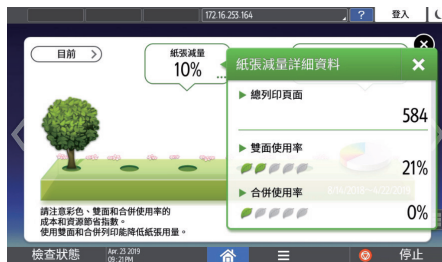 172.16.253.164
?
登入
目前
紙張減量
10%
...
紙張減量詳細資料
總列印頁面
584
雙面使用率
21%
合併使用率
0%
請注意彩色、雙面和合併使用率的
成本和資源節省指數。
使用雙面和合併列印能降低紙張用量。
檢查狀態
Apr. 23 2019
09:21PM
停止